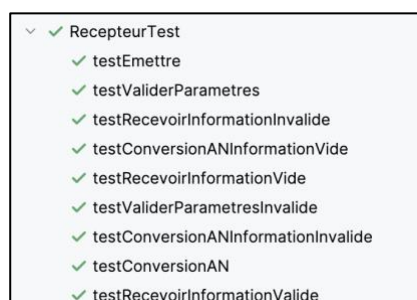 RecepteurTest
testEmettre
testValiderParametres
testRecevoirInformationInvalide
testConversionANInformationVide
testRecevoirInformationVide
testValiderParametresInvalide
testConversionANInformationInvalide
testConversionAN
testRecevoirInformationValide